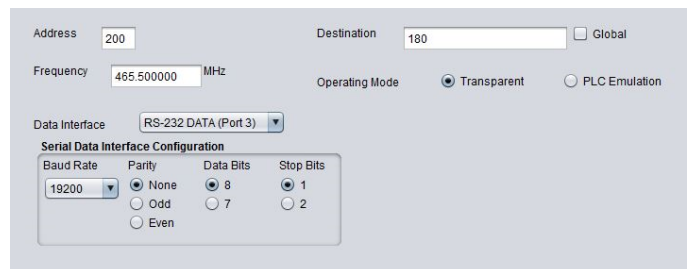 Address 200 Destination 180 Global
Frequency 465.500000 MHz
Operating Mode Transparent PLC Emulation
Data Interface RS-232 DATA (Port 3)
Serial Data Interface Configuration
Baud Rate Parity Data Bits Stop Bits
19200 None 8 1
Odd 7 2
Even